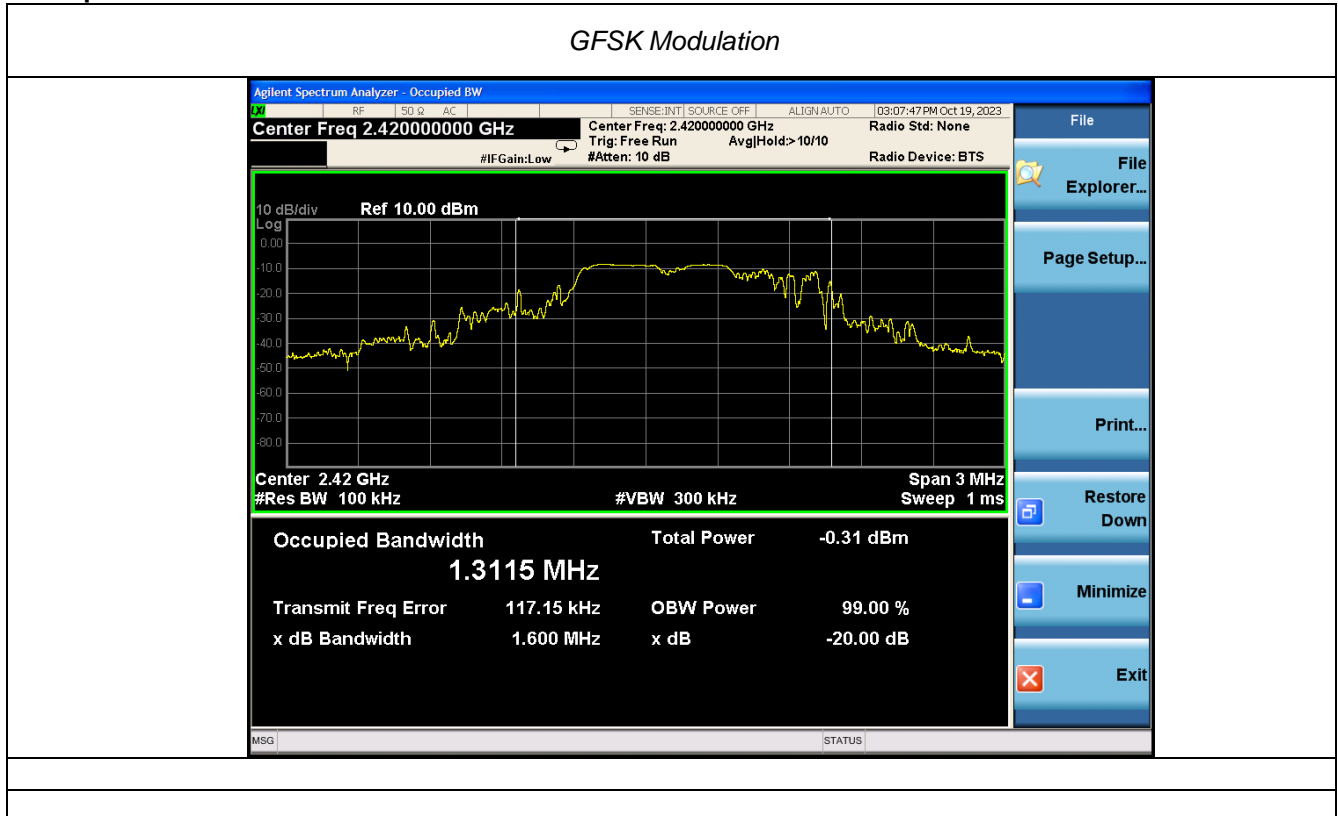 GFSK Modulation
Agilent Spectrum Analyzer - Occupied BW
LXI RF 50 Ω AC SENSE:INT SOURCE OFF ALIGN AUTO 03:07:47 PM Oct 19, 2023
Center Freq 2.420000000 GHz Center Freq: 2.420000000 GHz Radio Std: None
Trig: Free Run Avg|Hold:>10/10
#IFGain:Low #Atten: 10 dB Radio Device: BTS
10 dB/div Ref 10.00 dBm
Log
0.00
-10.0
-20.0
-30.0
-40.0
-50.0
-60.0
-70.0
-80.0
Center 2.42 GHz Span 3 MHz
#Res BW 100 kHz #VBW 300 kHz Sweep 1 ms
Occupied Bandwidth Total Power -0.31 dBm
1.3115 MHz
Transmit Freq Error 117.15 kHz OBW Power 99.00 %
x dB Bandwidth 1.600 MHz x dB -20.00 dB
MSG STATUS
File
File
Explorer...
Page Setup...
Print...
Restore
Down
Minimize
Exit